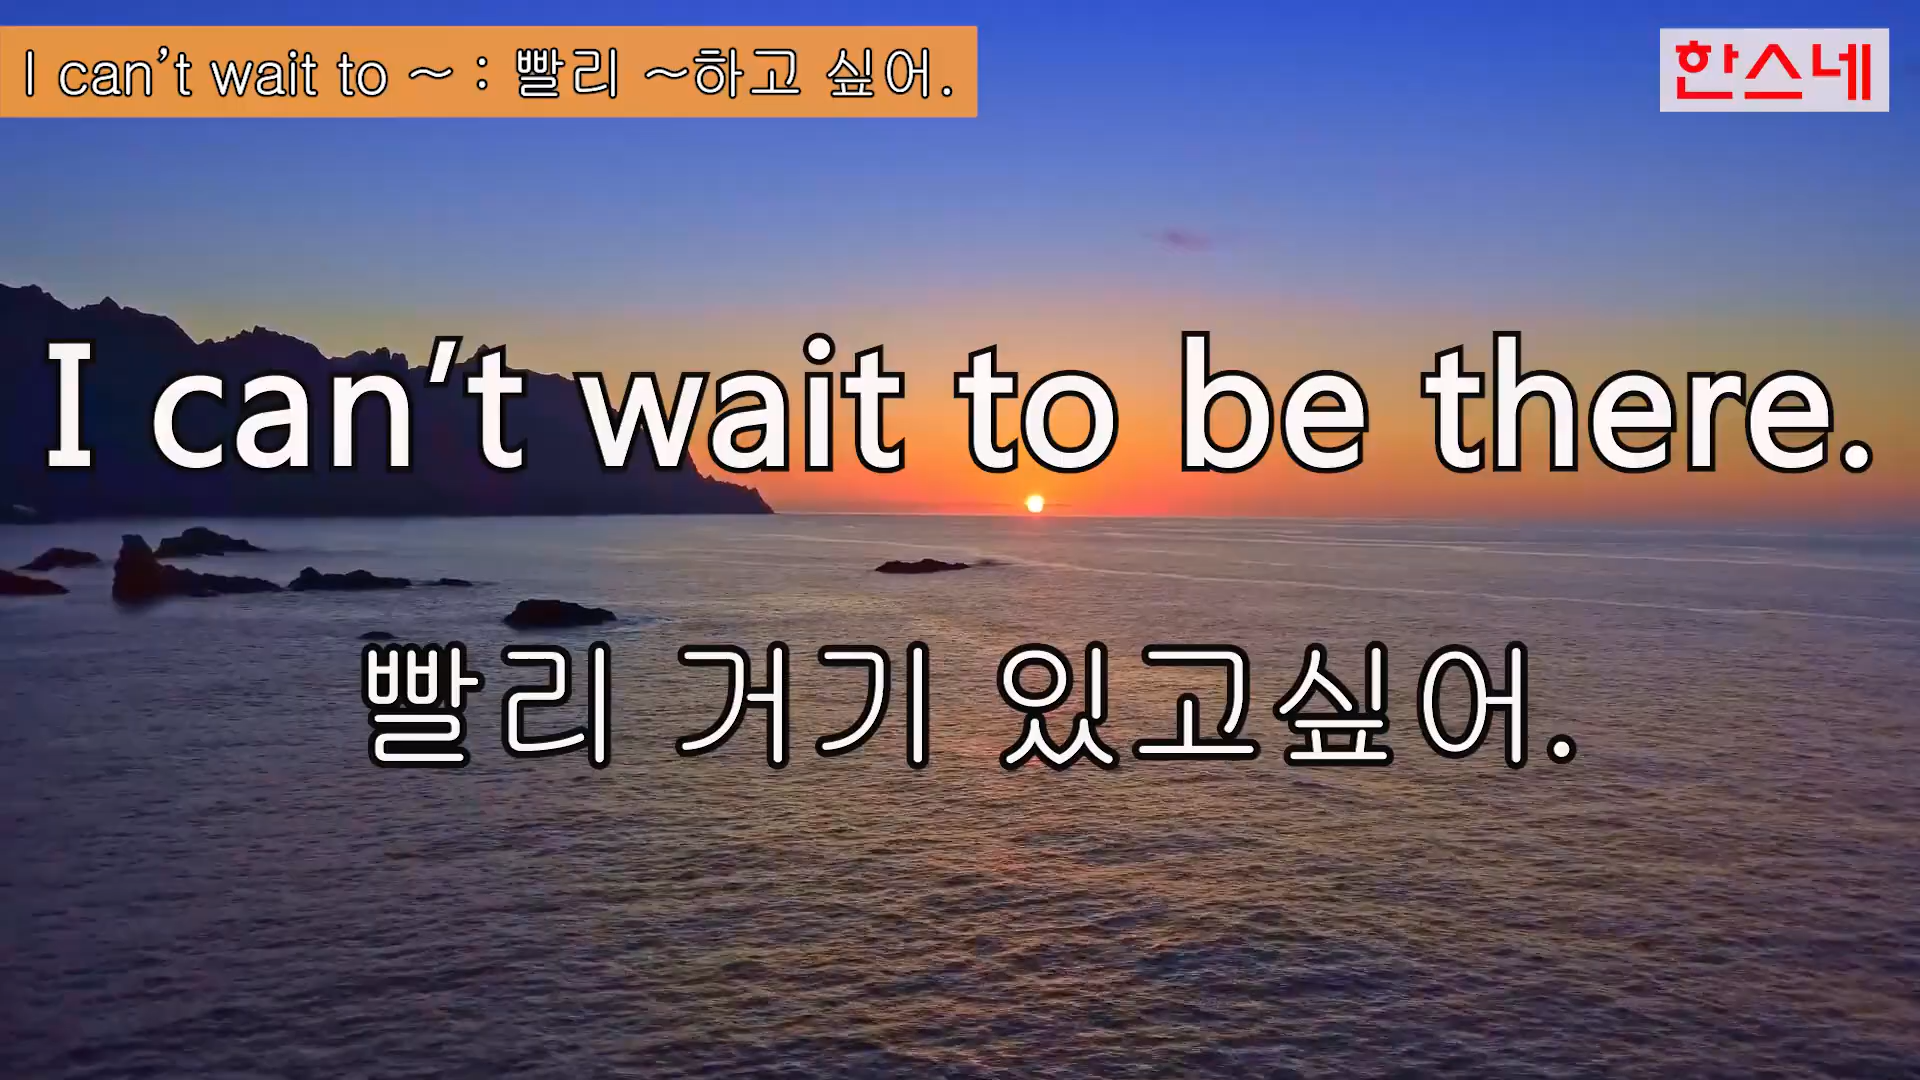 I can’t wait to ~ : 빨리 ~하고 싶어.
한스네
I can’t wait to be there.
빨리 거기 있고싶어.